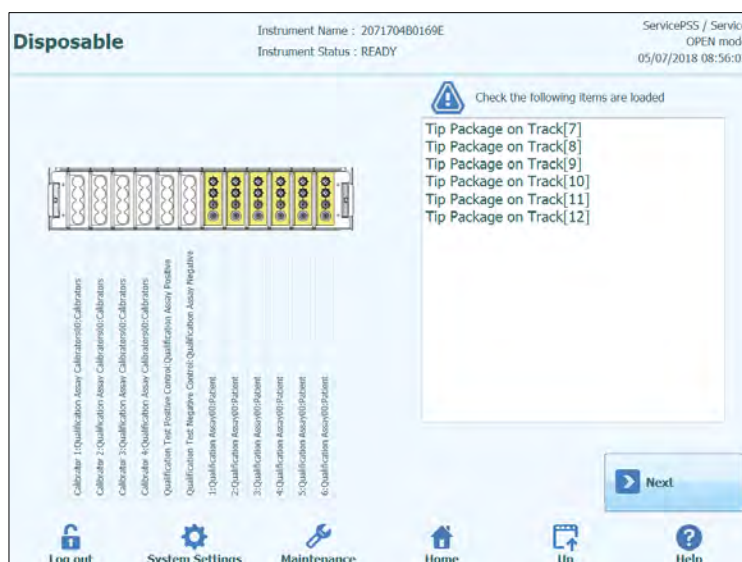 Disposable
Instrument Name : 2071704B0169E
Instrument Status : READY
ServicePSS / Service
OPEN mode
05/07/2018 08:56:0
Check the following items are loaded
Tip Package on Track[7]
Tip Package on Track[8]
Tip Package on Track[9]
Tip Package on Track[10]
Tip Package on Track[11]
Tip Package on Track[12]
Calibrator 1:Qualification Assay Calibrators00:Calibrators
Calibrator 2:Qualification Assay Calibrators00:Calibrators
Calibrator 3:Qualification Assay Calibrators00:Calibrators
Calibrator 4:Qualification Assay Calibrators00:Calibrators
Qualification Test Positive Control:Qualification Assay Positive
Qualification Test Negative Control:Qualification Assay Negative
1:Qualification Assay00:Patient
2:Qualification Assay00:Patient
3:Qualification Assay00:Patient
4:Qualification Assay00:Patient
5:Qualification Assay00:Patient
6:Qualification Assay00:Patient
Next
Log out
System Settings
Maintenance
Home
Up
Help